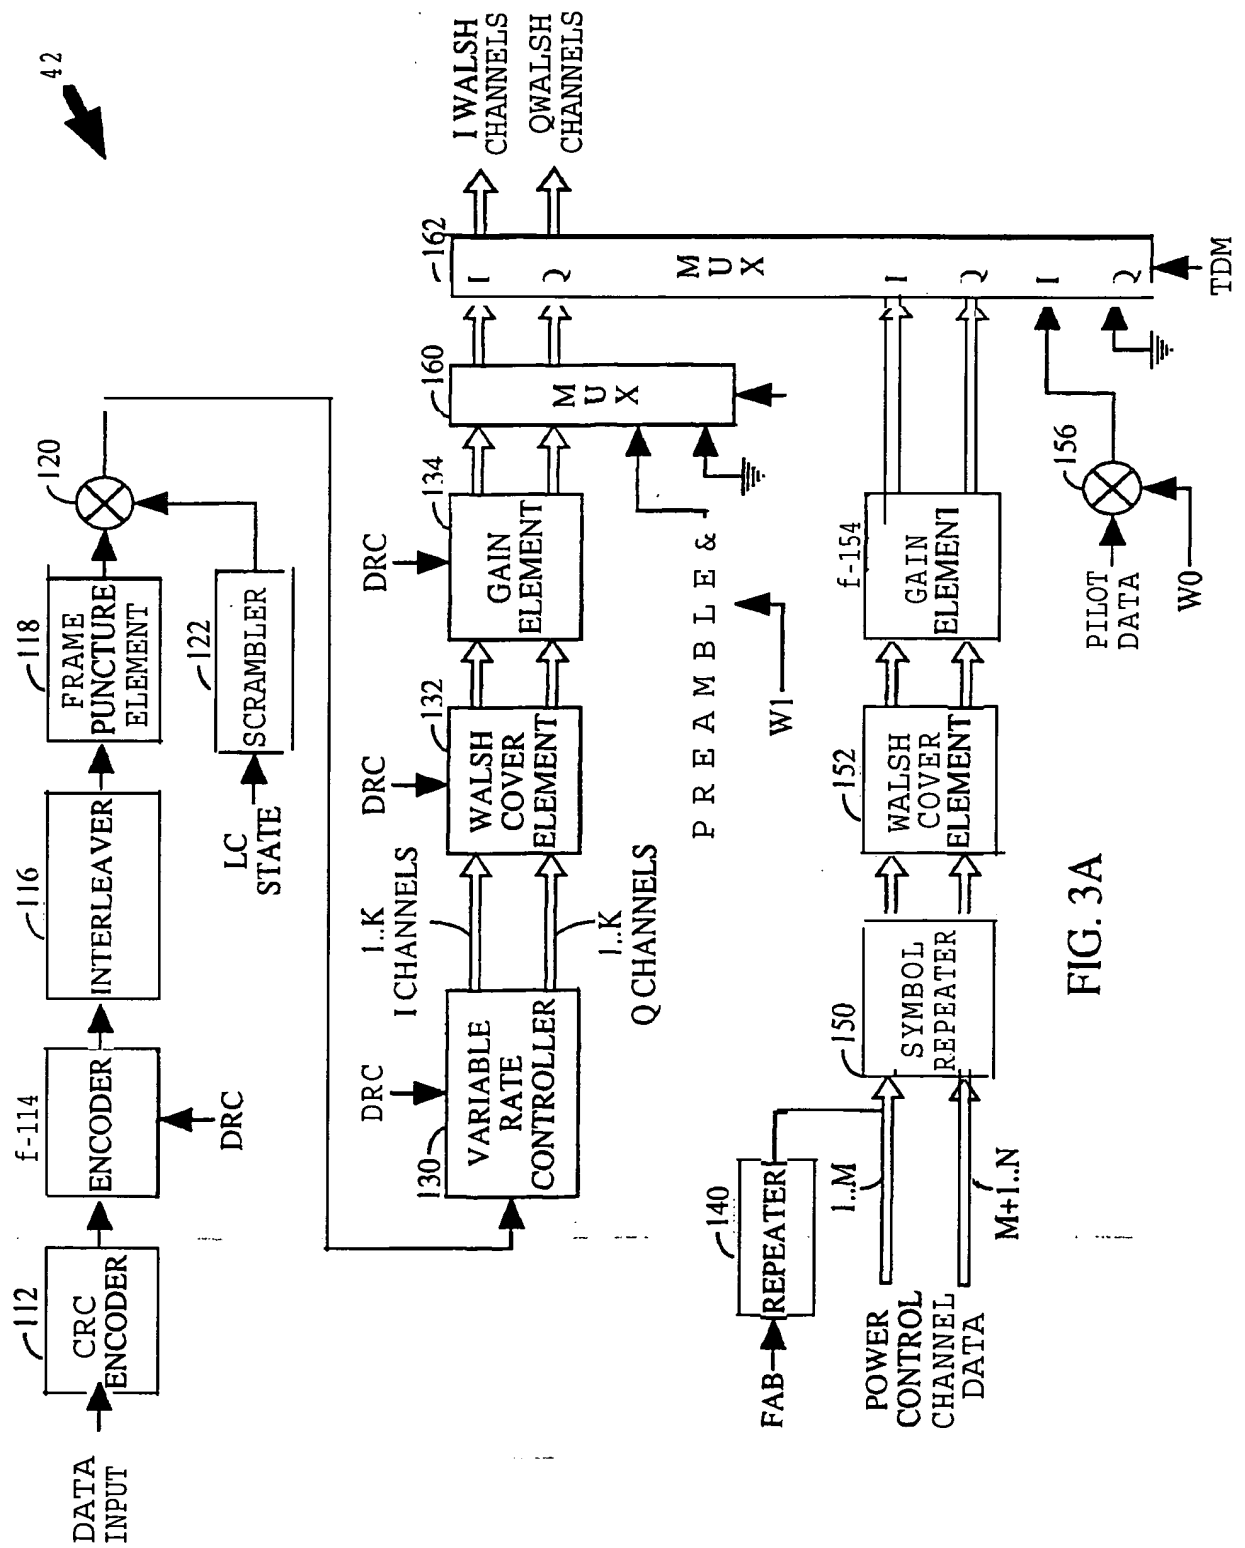 42
112
CRC
ENCODER
DATA
INPUT
f-114
ENCODER
DRC
116
INTERLEAVER
118
FRAME
PUNCTURE
ELEMENT
120
122
SCRAMBLER
LC
STATE
DRC
130
VARIABLE
RATE
CONTROLLER
1..K
I CHANNELS
1..K
Q CHANNELS
DRC
132
WALSH
COVER
ELEMENT
DRC
134
GAIN
ELEMENT
PREAMBLE &
W1
160
MUX
162
I
Q
MUX
I
Q
I
Q
TDM
I WALSH
CHANNELS
QWALSH
CHANNELS
FAB
140
REPEATER
POWER
CONTROL
CHANNEL
DATA
1..M
M+1..N
150
SYMBOL
REPEATER
152
WALSH
COVER
ELEMENT
f-154
GAIN
ELEMENT
PILOT
DATA
156
W0
FIG. 3A